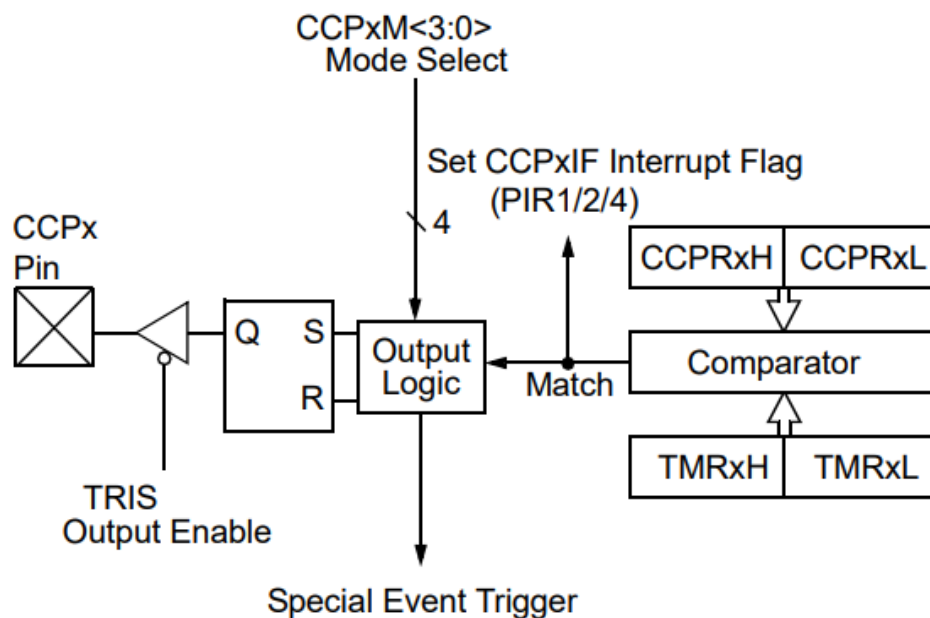 CCPxM<3:0>
Mode Select
Set CCPxIF Interrupt Flag
(PIR1/2/4)
4
CCPx
Pin
CCPRxH CCPRxL
Q S
R
Output
Logic
Match
Comparator
TMRxH TMRxL
TRIS
Output Enable
Special Event Trigger